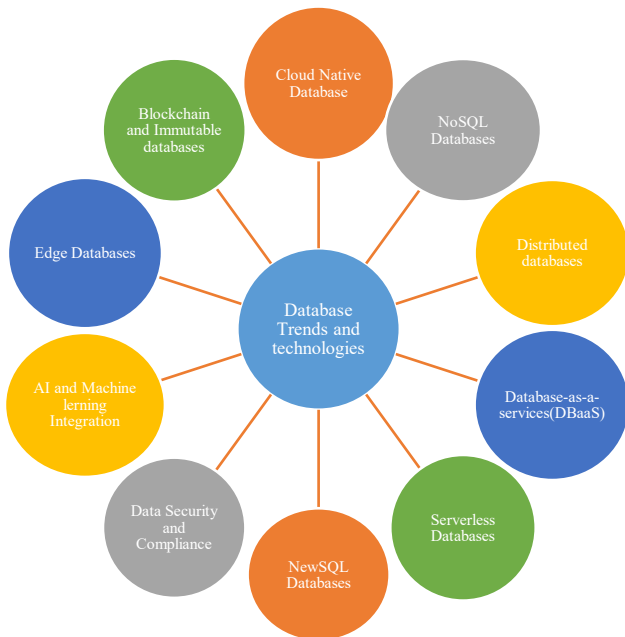 Cloud Native
Database
NoSQL
Databases
Distributed
databases
Database-as-a-
services(DBaaS)
Serverless
Databases
NewSQL
Databases
Data Security
and
Compliance
AI and Machine
lerning
Integration
Edge Databases
Blockchain
and Immutable
databases
Database
Trends and
technologies